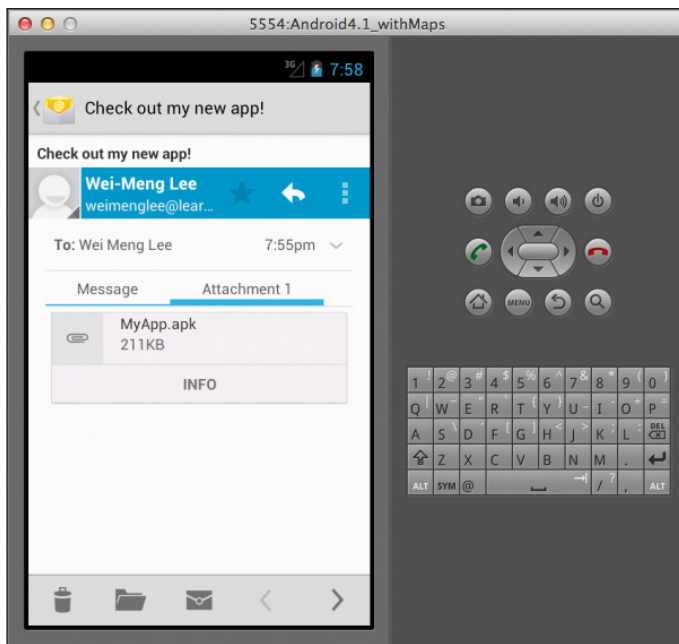 5554:Android4.1_withMaps
3G 7:58
Check out my new app!
Check out my new app!
Wei-Meng Lee
weimenglee@lear...
To: Wei Meng Lee 7:55pm
Message Attachment 1
MyApp.apk
211KB
INFO
MENU
1 ! 2 @ 3 # 4 $ 5 % 6 ^ 7 & 8 * 9 ( 0 )
Q | W ~ E " R ` T { Y } U _ I - O + P =
A S \ D ' F [ G ] H < J > K ; L : DEL
Z X C V B N M .
ALT SYM @ / ? , ALT